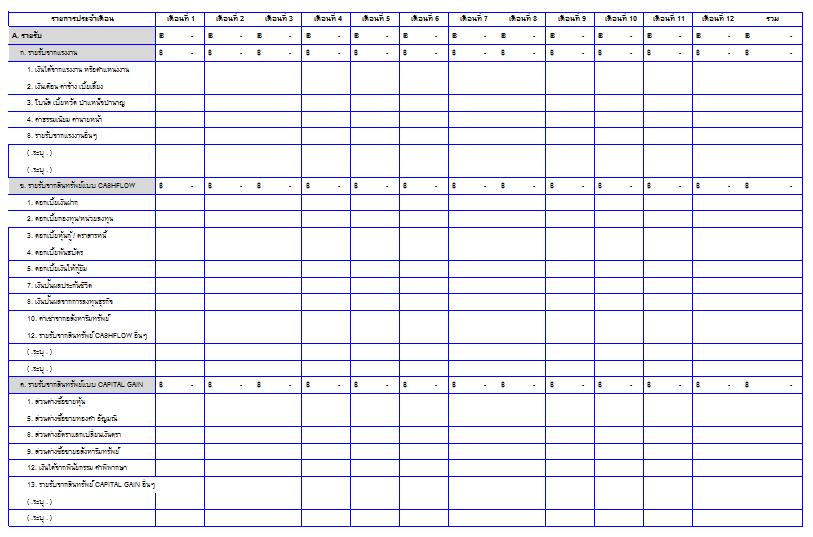 รายการประจำเดือน เดือนที่ 1 เดือนที่ 2 เดือนที่ 3 เดือนที่ 4 เดือนที่ 5 เดือนที่ 6 เดือนที่ 7 เดือนที่ 8 เดือนที่ 9 เดือนที่ 10 เดือนที่ 11 เดือนที่ 12 รวม
A. รายรับ ฿ - ฿ - ฿ - ฿ - ฿ - ฿ - ฿ - ฿ - ฿ - ฿ - ฿ - ฿ - ฿ -
ก. รายรับจากแรงงาน ฿ - ฿ - ฿ - ฿ - ฿ - ฿ - ฿ - ฿ - ฿ - ฿ - ฿ - ฿ - ฿ -
1. เงินได้จากแรงงาน หรือตำแหน่งงาน
2. เงินเดือน ค่าจ้าง เบี้ยเลี้ยง
3. โบนัส เบี้ยหวัด บำเหน็จบำนาญ
4. ค่าธรรมเนียม ค่านายหน้า
8. รายรับจากแรงงานอื่นๆ
( .ระบุ . )
( .ระบุ . )
ข. รายรับจากสินทรัพย์แบบ CASHFLOW ฿ - ฿ - ฿ - ฿ - ฿ - ฿ - ฿ - ฿ - ฿ - ฿ - ฿ - ฿ - ฿ -
1. ดอกเบี้ยเงินฝาก
2. ดอกเบี้ยกองทุน/หน่วยลงทุน
3. ดอกเบี้ยหุ้นกู้ / ตราสารหนี้
4. ดอกเบี้ยพันธบัตร
5. ดอกเบี้ยเงินให้กู้ยืม
7. เงินปันผลประกันชีวิต
8. เงินปันผลจากการลงทุนธุรกิจ
10. ค่าเช่าจากอสังหาริมทรัพย์
12. รายรับจากสินทรัพย์ CASHFLOW อื่นๆ
( .ระบุ . )
( .ระบุ . )
ค. รายรับจากสินทรัพย์แบบ CAPITAL GAIN ฿ - ฿ - ฿ - ฿ - ฿ - ฿ - ฿ - ฿ - ฿ - ฿ - ฿ - ฿ - ฿ -
1. ส่วนต่างซื้อขายหุ้น
5. ส่วนต่างซื้อขายทองคำ อัญมณี
8. ส่วนต่างอัตราแลกเปลี่ยนเงินตรา
9. ส่วนต่างซื้อขายอสังหาริมทรัพย์
12. เงินได้จากพินัยกรรม คำพิพากษา
13. รายรับจากสินทรัพย์ CAPITAL GAIN อื่นๆ
( .ระบุ . )
( .ระบุ . )